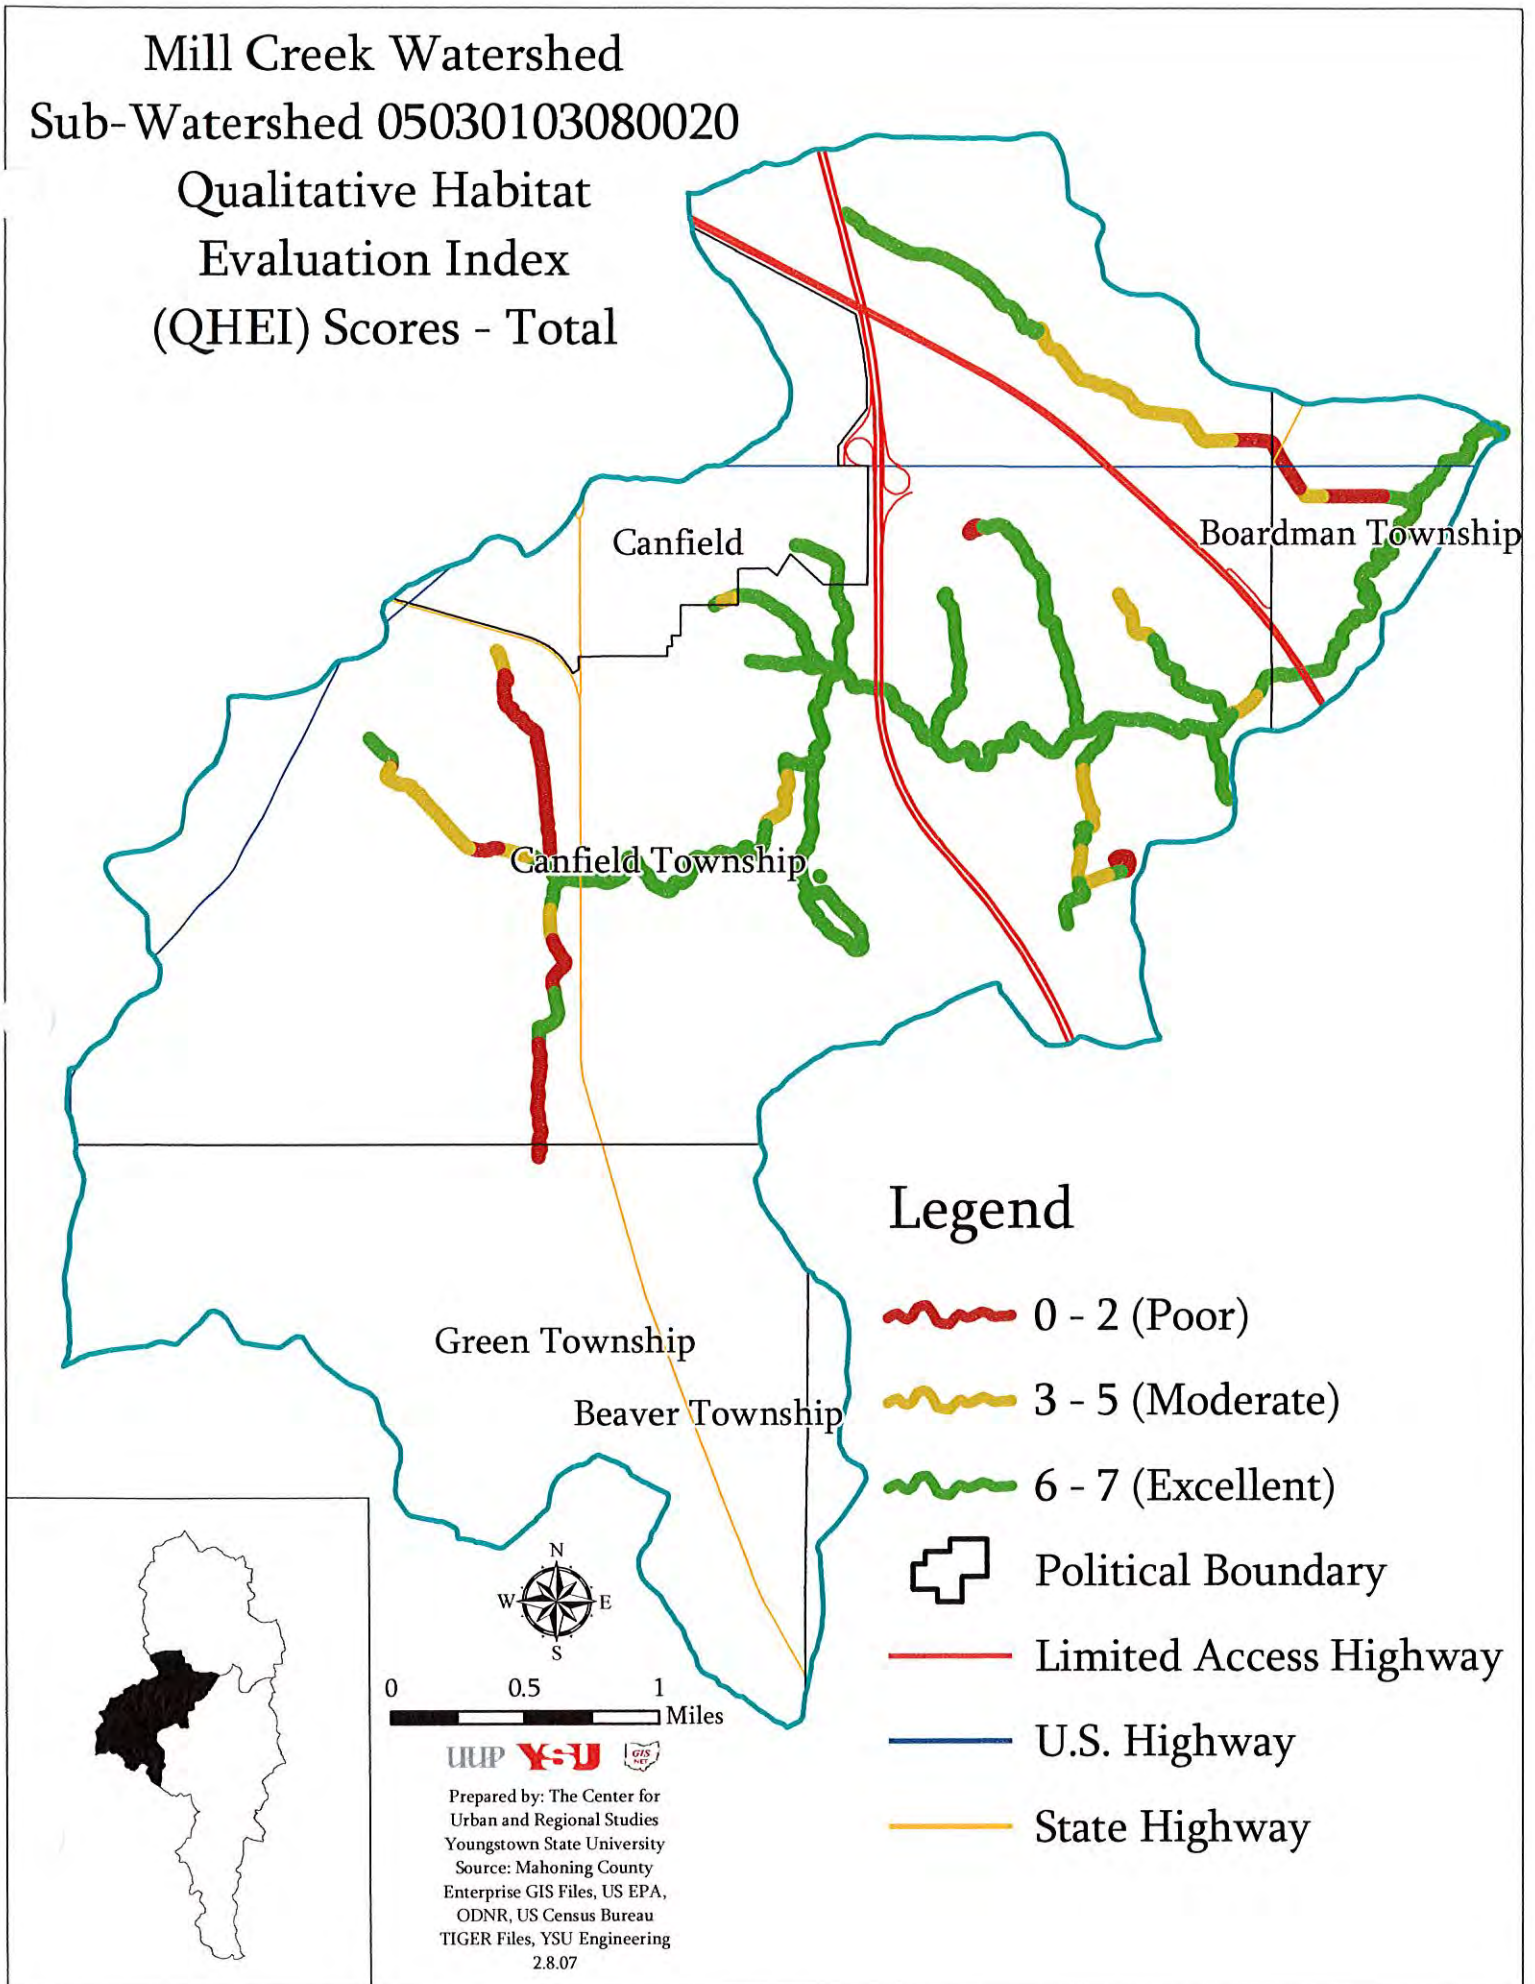 Mill Creek Watershed
Sub-Watershed 05030103080020
Qualitative Habitat
Evaluation Index
(QHEI) Scores - Total
Canfield
Boardman Township
Canfield Township
Green Township
Beaver Township
Legend
0 - 2 (Poor)
3 - 5 (Moderate)
6 - 7 (Excellent)
Political Boundary
Limited Access Highway
U.S. Highway
State Highway
N
W E
S
0 0.5 1
Miles
UUP YSU GIS NET
Prepared by: The Center for
Urban and Regional Studies
Youngstown State University
Source: Mahoning County
Enterprise GIS Files, US EPA,
ODNR, US Census Bureau
TIGER Files, YSU Engineering
2.8.07